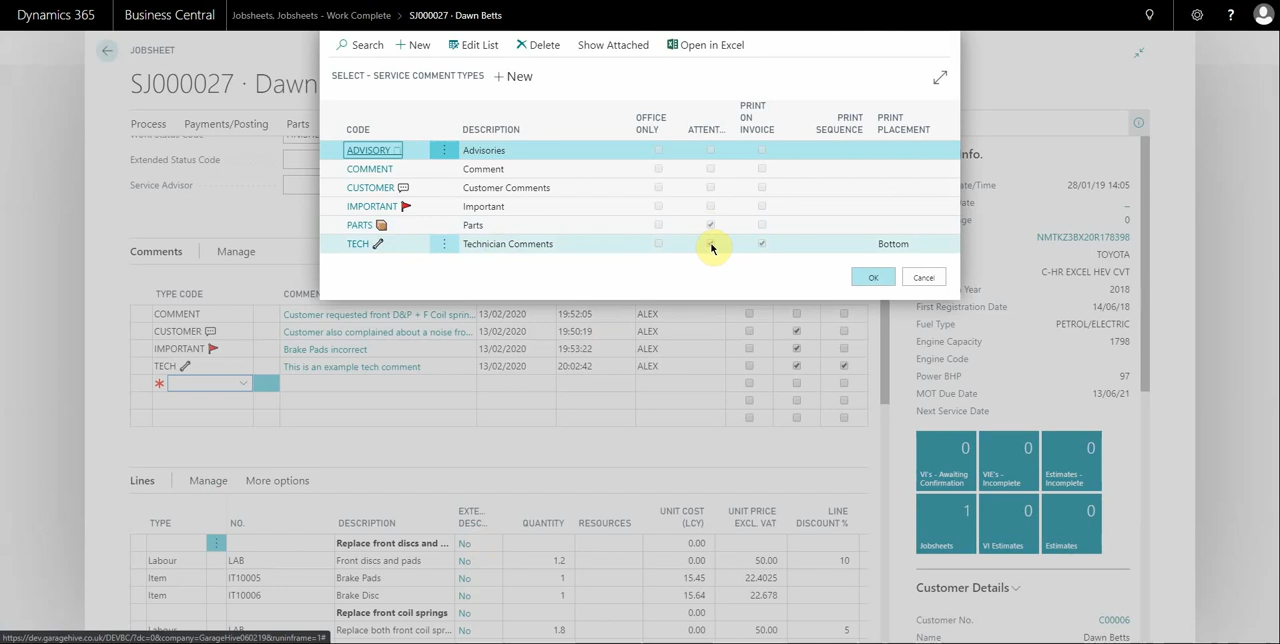 Dynamics 365 Business Central Jobsheets, Jobsheets - Work Complete > SJ000027 · Dawn Betts ?
JOBSHEET
SJ000027 · Dawn
Process Payments/Posting Parts
Extended Status Code
Service Advisor
Search + New Edit List Delete Show Attached Open in Excel
SELECT - SERVICE COMMENT TYPES + New
CODE DESCRIPTION OFFICE ONLY ATTENT... PRINT ON INVOICE PRINT SEQUENCE PRINT PLACEMENT
ADVISORY Advisories
COMMENT Comment
CUSTOMER Customer Comments
IMPORTANT Important
PARTS Parts
TECH Technician Comments Bottom
OK Cancel
Comments Manage
TYPE CODE COMMEN
COMMENT Customer requested front D&P + F Coil sprin... 13/02/2020 19:52:05 ALEX
CUSTOMER Customer also complained about a noise fro... 13/02/2020 19:50:19 ALEX
IMPORTANT Brake Pads incorrect 13/02/2020 19:53:22 ALEX
TECH This is an example tech comment 13/02/2020 20:02:42 ALEX
Lines Manage More options
TYPE NO. DESCRIPTION EXTE... DESC... QUANTITY RESOURCES UNIT COST (LCY) UNIT PRICE EXCL. VAT LINE DISCOUNT %
Replace front discs and ... No 0.00
Labour LAB Front discs and pads No 1.2 0.00 50.00 10
Item IT10005 Brake Pads No 1 15.45 22.4025
Item IT10006 Brake Disc No 1 15.64 22.678
Replace front coil springs No 0.00
Labour LAB Replace both front coil spr... No 1.8 0.00 50.00 5
nfo.
ate/Time 28/01/19 14:05
ate _
ge 0
NMTKZ3BX20R178398
TOYOTA
C-HR EXCEL HEV CVT
Year 2018
First Registration Date 14/06/18
Fuel Type PETROL/ELECTRIC
Engine Capacity 1798
Engine Code
Power BHP 97
MOT Due Date 13/06/21
Next Service Date
0 VI's - Awaiting Confirmation
0 VIE's - Incomplete
0 Estimates - Incomplete
1 Jobsheets
0 VI Estimates
0 Estimates
Customer Details
Customer No. C00006
Name Dawn Betts
https://dev.garagehive.co.uk/DEVBC/?dc=0&company=GarageHive060219&runinframe=1#